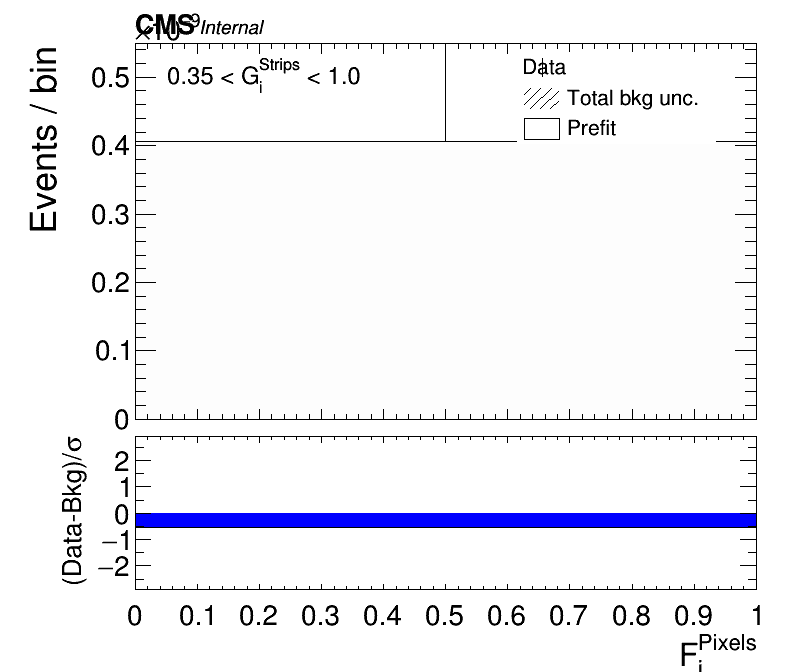 CMS Internal
×10⁻⁹
0.35 < G_i^Strips < 1.0
Data
Total bkg unc.
Prefit
Events / bin
0.5
0.4
0.3
0.2
0.1
0
(Data-Bkg)/σ
2
1
0
−1
−2
0 0.1 0.2 0.3 0.4 0.5 0.6 0.7 0.8 0.9 1
F_i^Pixels